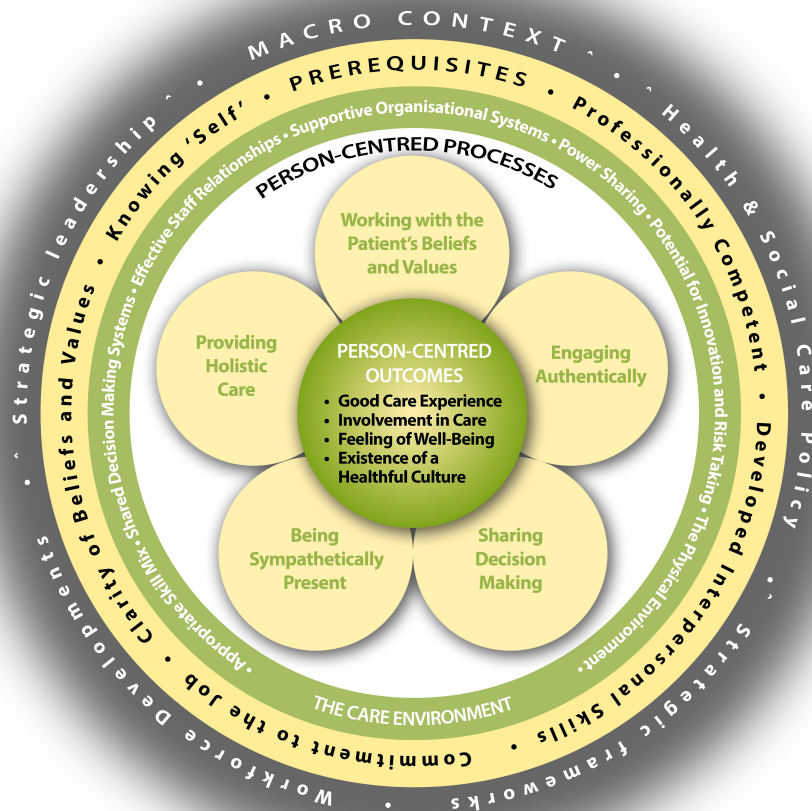 MACRO CONTEXT
Health & Social Care Policy
Strategic frameworks
Workforce Developments
Strategic leadership
PREREQUISITES
Professionally Competent
Developed Interpersonal Skills
Commitment to the Job
Clarity of Beliefs and Values
Knowing ‘Self’
THE CARE ENVIRONMENT
• Appropriate Skill Mix • Shared Decision Making Systems • Effective Staff Relationships • Supportive Organisational Systems • Power Sharing • Potential for Innovation and Risk Taking • The Physical Environment •
PERSON-CENTRED PROCESSES
Working with the
Patient’s Beliefs
and Values
Engaging
Authentically
Sharing
Decision
Making
Being
Sympathetically
Present
Providing
Holistic
Care
PERSON-CENTRED
OUTCOMES
• Good Care Experience
• Involvement in Care
• Feeling of Well-Being
• Existence of a
Healthful Culture